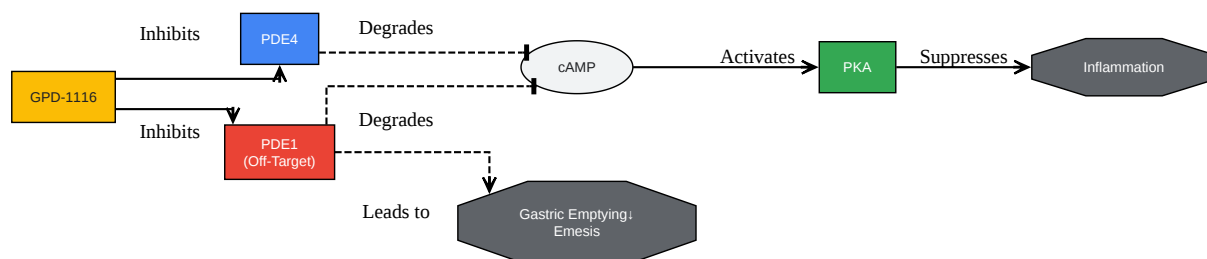 Inhibits
PDE4
Degrades
GPD-1116
cAMP
Activates
PKA
Suppresses
Inflammation
Inhibits
PDE1
(Off-Target)
Degrades
Leads to
Gastric Emptying↓
Emesis